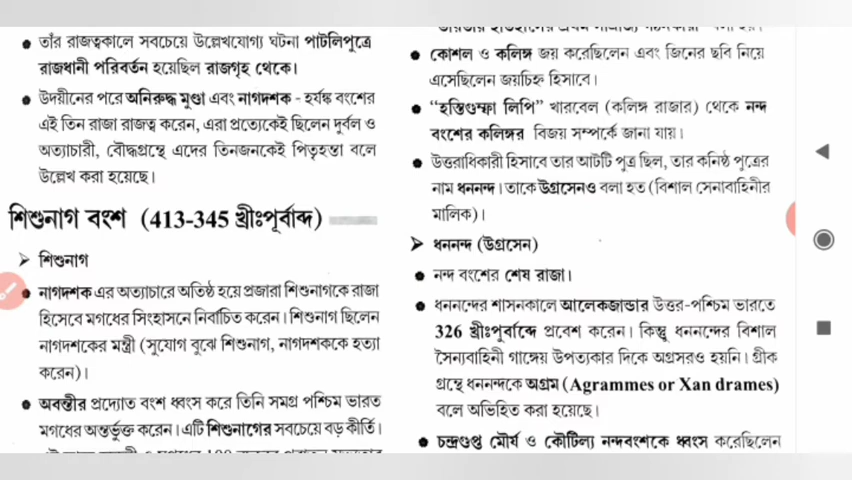 তাঁর রাজত্বকালে সবচেয়ে উল্লেখযোগ্য ঘটনা পাটলিপুত্রে
রাজধানী পরিবর্তন হয়েছিল রাজগৃহ থেকে।
উদয়ীনের পরে অনিরুদ্ধ মুণ্ডা এবং নাগদশক - হর্যঙ্ক বংশের
এই তিন রাজা রাজত্ব করেন, এরা প্রত্যেকেই ছিলেন দুর্বল ও
অত্যাচারী, বৌদ্ধগ্রন্থে এদের তিনজনকেই পিতৃহন্তা বলে
উল্লেখ করা হয়েছে।
শিশুনাগ বংশ (413-345 খ্রীঃপূর্বাব্দ)
শিশুনাগ
নাগদশক এর অত্যাচারে অতিষ্ঠ হয়ে প্রজারা শিশুনাগকে রাজা
হিসেবে মগধের সিংহাসনে নির্বাচিত করেন। শিশুনাগ ছিলেন
নাগদশকের মন্ত্রী (সুযোগ বুঝে শিশুনাগ, নাগদশককে হত্যা
করেন)।
অবন্তীর প্রদ্যোত বংশ ধ্বংস করে তিনি সমগ্র পশ্চিম ভারত
মগধের অন্তর্ভুক্ত করেন। এটি শিশুনাগের সবচেয়ে বড় কীর্তি।
কোশল ও কলিঙ্গ জয় করেছিলেন এবং জিনের ছবি নিয়ে
এসেছিলেন জয়চিহ্ন হিসাবে।
“হস্তিগুম্ফা লিপি” খারবেল (কলিঙ্গ রাজার) থেকে নন্দ
বংশের কলিঙ্গর বিজয় সম্পর্কে জানা যায়।
উত্তরাধিকারী হিসাবে তার আটটি পুত্র ছিল, তার কনিষ্ঠ পুত্রের
নাম ধননন্দ। তাকে উগ্রসেনও বলা হত (বিশাল সেনাবাহিনীর
মালিক)।
ধননন্দ (উগ্রসেন)
নন্দ বংশের শেষ রাজা।
ধননন্দের শাসনকালে আলেকজান্ডার উত্তর-পশ্চিম ভারতে
326 খ্রীঃপূর্বাব্দে প্রবেশ করেন। কিন্তু ধননন্দের বিশাল
সৈন্যবাহিনী গাঙ্গেয় উপত্যকার দিকে অগ্রসরও হয়নি। গ্রীক
গ্রন্থে ধননন্দকে অগ্রম (Agrammes or Xan drames)
বলে অভিহিত করা হয়েছে।
চন্দ্রগুপ্ত মৌর্য ও কৌটিল্য নন্দবংশকে ধ্বংস করেছিলেন